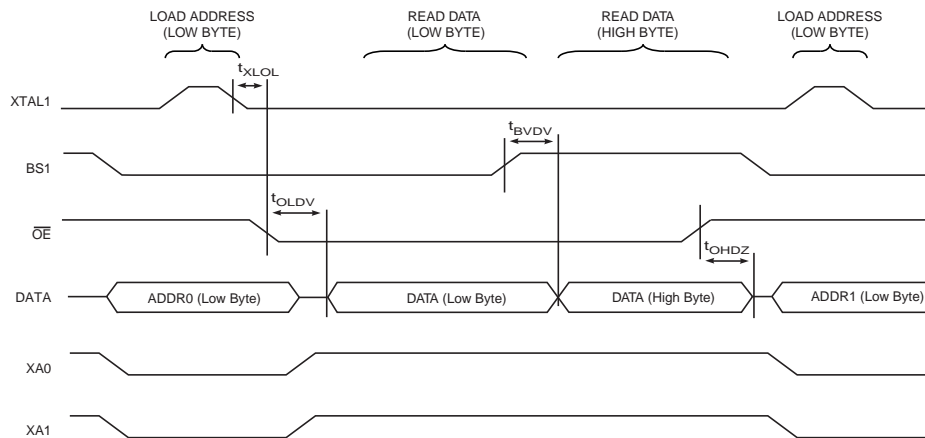 LOAD ADDRESS
(LOW BYTE)
READ DATA
(LOW BYTE)
READ DATA
(HIGH BYTE)
LOAD ADDRESS
(LOW BYTE)
tXLOL
XTAL1
tBVDV
BS1
tOLDV
OE
tOHDZ
DATA
ADDR0 (Low Byte)
DATA (Low Byte)
DATA (High Byte)
ADDR1 (Low Byte)
XA0
XA1